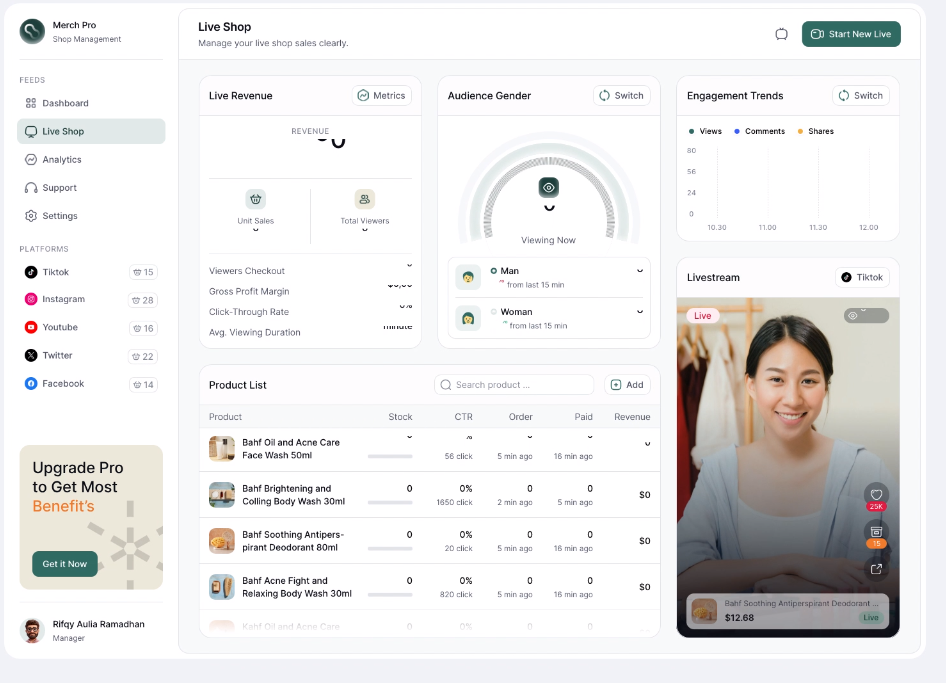 Merch Pro
Shop Management
FEEDS
Dashboard
Live Shop
Analytics
Support
Settings
PLATFORMS
Tiktok 15
Instagram 28
Youtube 16
Twitter 22
Facebook 14
Upgrade Pro
to Get Most
Benefit's
Get it Now
Rifqy Aulia Ramadhan
Manager
Live Shop
Manage your live shop sales clearly.
Start New Live
Live Revenue
Metrics
REVENUE
Unit Sales
Total Viewers
Viewers Checkout
Gross Profit Margin
Click-Through Rate
Avg. Viewing Duration minute
Audience Gender
Switch
Viewing Now
Man
from last 15 min
Woman
from last 15 min
Engagement Trends
Switch
Views Comments Shares
80
56
24
0
10.30 11.00 11.30 12.00
Product List
Search product ...
Add
Product Stock CTR Order Paid Revenue
Bahf Oil and Acne Care
Face Wash 50ml
56 click 5 min ago 16 min ago
Bahf Brightening and 0 0% 0 0 $0
Colling Body Wash 30ml 1650 click 2 min ago 5 min ago
Bahf Soothing Antipers- 0 0% 0 0 $0
pirant Deodorant 80ml 20 click 5 min ago 16 min ago
Bahf Acne Fight and 0 0% 0 0 $0
Relaxing Body Wash 30ml 820 click 5 min ago 16 min ago
Kahf Oil and Acne Care
Livestream
Tiktok
Live
25K
15
Bahf Soothing Antiperspirant Deodorant ...
$12.68
Live